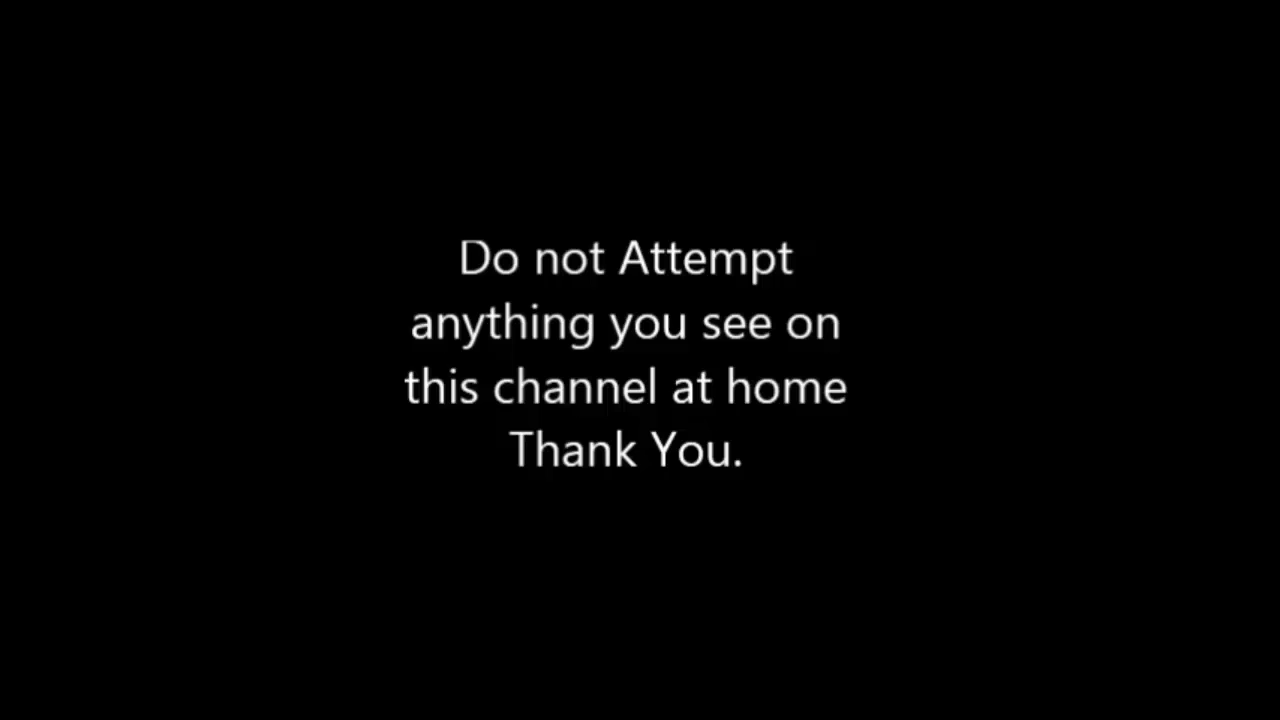 Do not Attempt
anything you see on
this channel at home
Thank You.